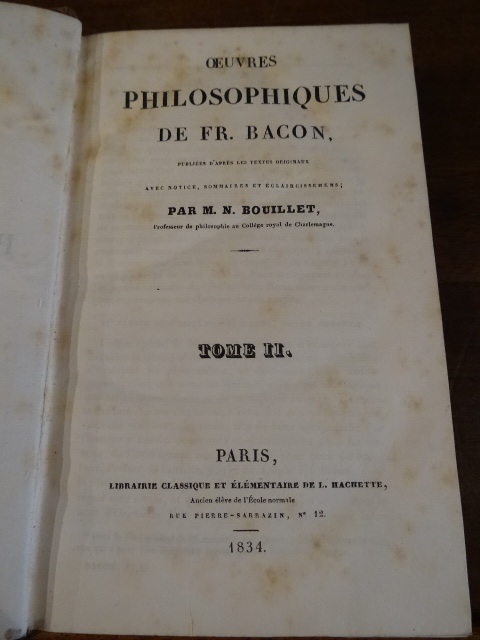 ŒUVRES
PHILOSOPHIQUES
DE FR. BACON,
PUBLIÉES D'APRÈS LES TEXTES ORIGINAUX
AVEC NOTICE, SOMMAIRES ET ÉCLAIRCISSEMENS;
PAR M. N. BOUILLET,
Professeur de philosophie au Collége royal de Charlemagne.
TOME II.
PARIS,
LIBRAIRIE CLASSIQUE ET ÉLÉMENTAIRE DE L. HACHETTE,
Ancien élève de l'École normale
RUE PIERRE-SARRAZIN, N° 12.
1834.